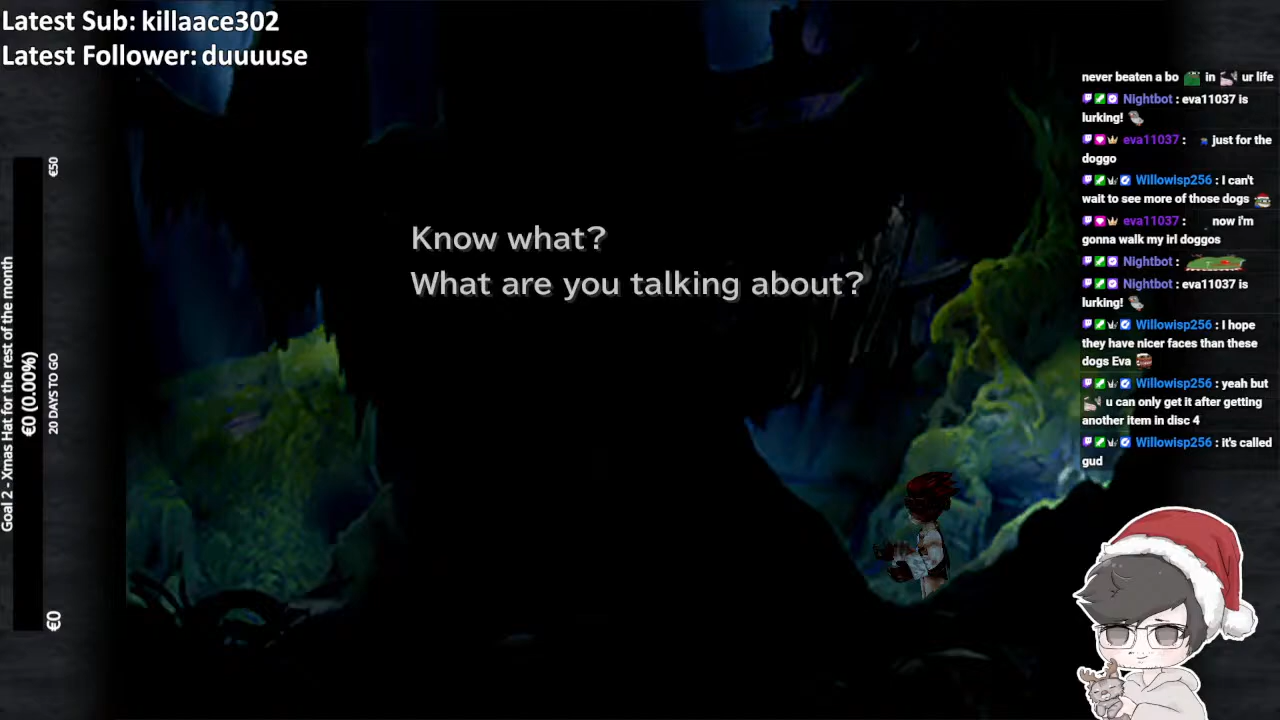 Latest Sub: killaace302
Latest Follower: duuuuse
Goal 2 - Xmas Hat for the rest of the month
€0 (0.00%)
20 DAYS TO GO
€50
€0
Know what?
What are you talking about?
never beaten a bo in ur life
Nightbot : eva11037 is
lurking!
eva11037 : just for the
doggo
Willowisp256 : I can't
wait to see more of those dogs
eva11037 : now i'm
gonna walk my irl doggos
Nightbot :
Nightbot : eva11037 is
lurking!
Willowisp256 : I hope
they have nicer faces than these
dogs Eva
Willowisp256 : yeah but
u can only get it after getting
another item in disc 4
Willowisp256 : it's called
gud